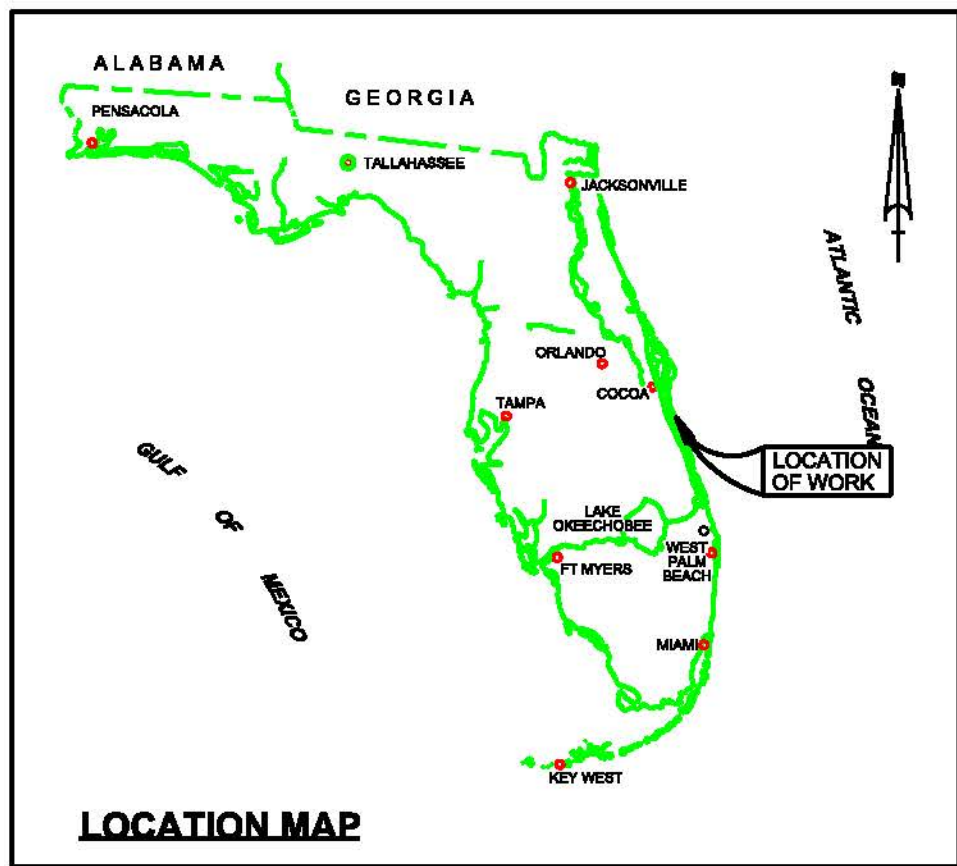 ALABAMA
GEORGIA
N
PENSACOLA
TALLAHASSEE
JACKSONVILLE
ATLANTIC
OCEAN
ORLANDO
COCOA
TAMPA
GULF
OF
MEXICO
LOCATION
OF WORK
LAKE
OKEECHOBEE
WEST
PALM
BEACH
FT MYERS
MIAMI
KEY WEST
LOCATION MAP